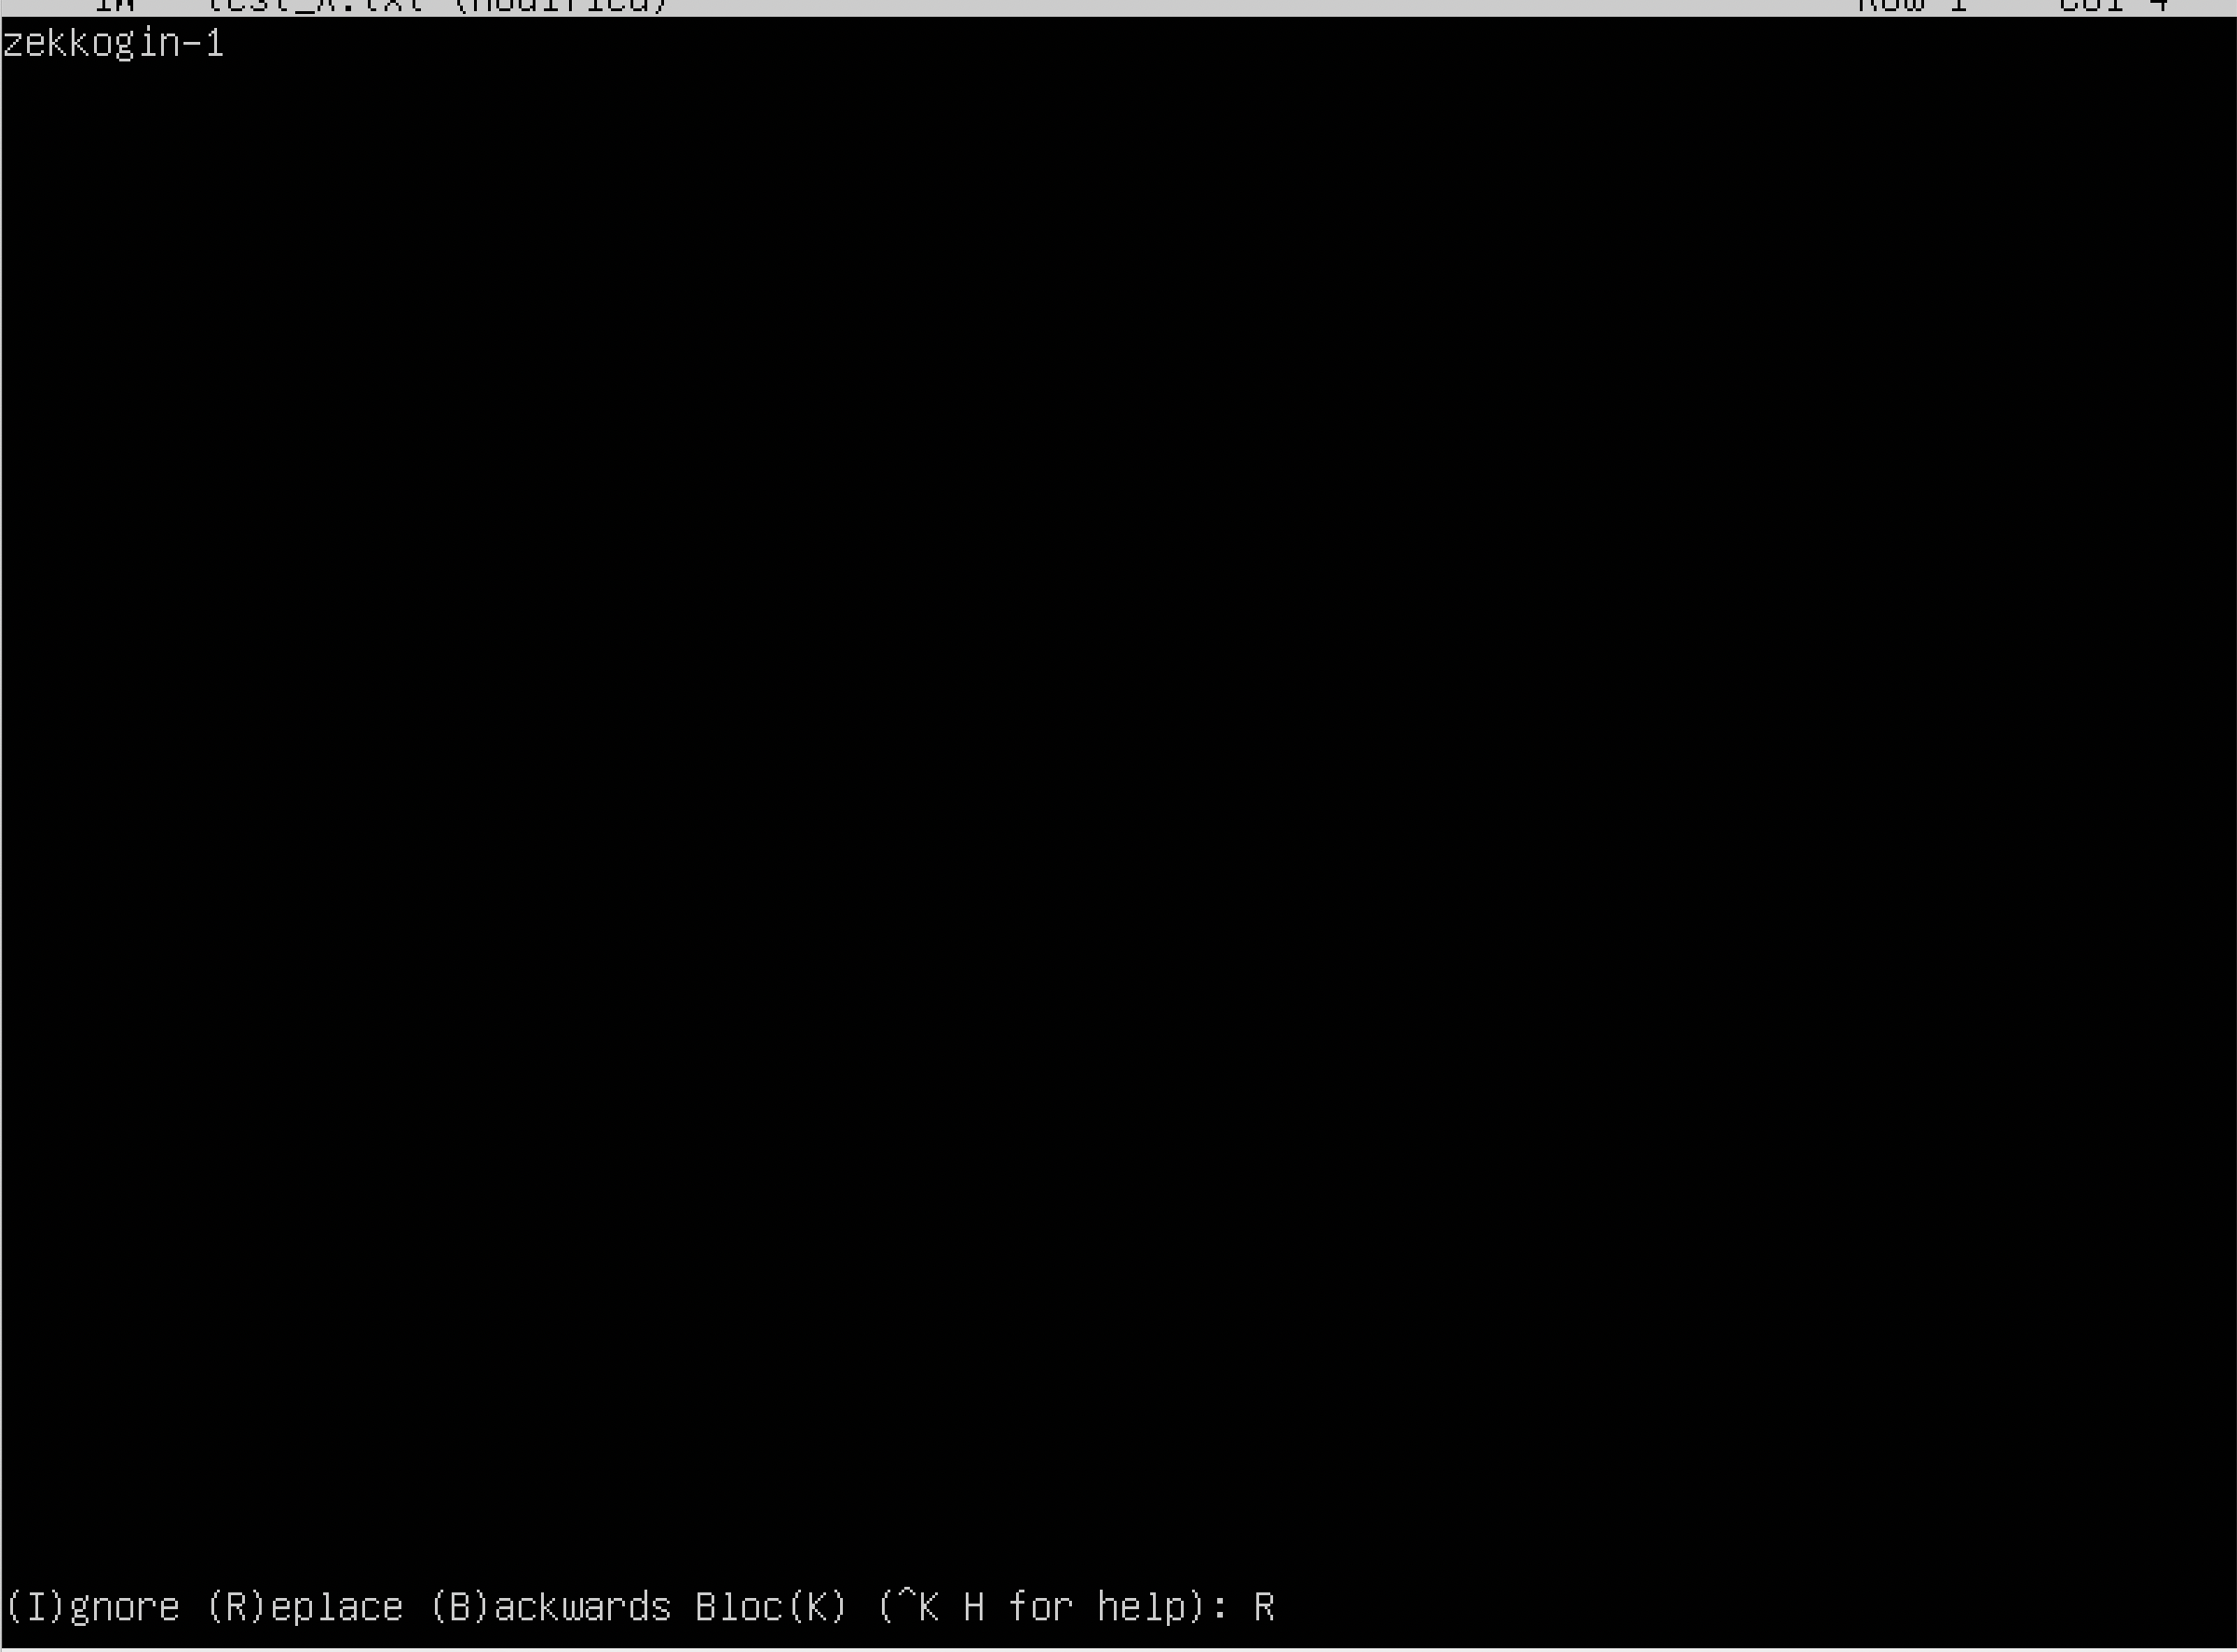 IW test_X.txt (Modified) Row 1 Col 4
zekkogin-1
(I)gnore (R)eplace (B)ackwards Bloc(K) (^K H for help): R